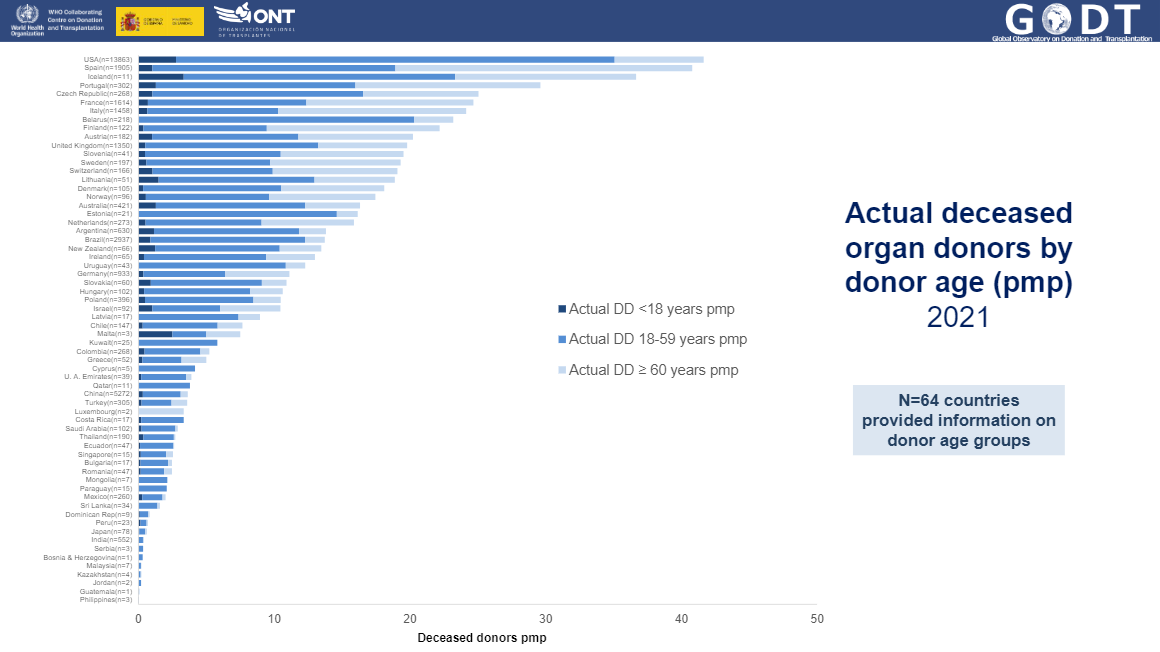 World Health
Organization
WHO Collaborating
Centre on Donation
and Transplantation
GOBIERNO
DE ESPAÑA
MINISTERIO
DE SANIDAD
ONT
ORGANIZACIÓN NACIONAL
DE TRASPLANTES
GODT
Global Observatory on Donation and Transplantation
USA(n=13863)
Spain(n=1905)
Iceland(n=11)
Portugal(n=302)
Czech Republic(n=268)
France(n=1614)
Italy(n=1458)
Belarus(n=218)
Finland(n=122)
Austria(n=182)
United Kingdom(n=1350)
Slovenia(n=41)
Sweden(n=197)
Switzerland(n=166)
Lithuania(n=51)
Denmark(n=105)
Norway(n=96)
Australia(n=421)
Estonia(n=21)
Netherlands(n=273)
Argentina(n=630)
Brazil(n=2937)
New Zealand(n=66)
Ireland(n=65)
Uruguay(n=43)
Germany(n=933)
Slovakia(n=60)
Hungary(n=102)
Poland(n=396)
Israel(n=92)
Latvia(n=17)
Chile(n=147)
Malta(n=3)
Kuwait(n=25)
Colombia(n=268)
Greece(n=52)
Cyprus(n=5)
U. A. Emirates(n=39)
Qatar(n=11)
China(n=5272)
Turkey(n=305)
Luxembourg(n=2)
Costa Rica(n=17)
Saudi Arabia(n=102)
Thailand(n=190)
Ecuador(n=47)
Singapore(n=15)
Bulgaria(n=17)
Romania(n=47)
Mongolia(n=7)
Paraguay(n=15)
Mexico(n=260)
Sri Lanka(n=34)
Dominican Rep(n=9)
Peru(n=23)
Japan(n=78)
India(n=552)
Serbia(n=3)
Bosnia & Herzegovina(n=1)
Malaysia(n=7)
Kazakhstan(n=4)
Jordan(n=2)
Guatemala(n=1)
Philippines(n=3)
0 10 20 30 40 50
Deceased donors pmp
Actual DD <18 years pmp
Actual DD 18-59 years pmp
Actual DD ≥ 60 years pmp
Actual deceased
organ donors by
donor age (pmp)
2021
N=64 countries
provided information on
donor age groups